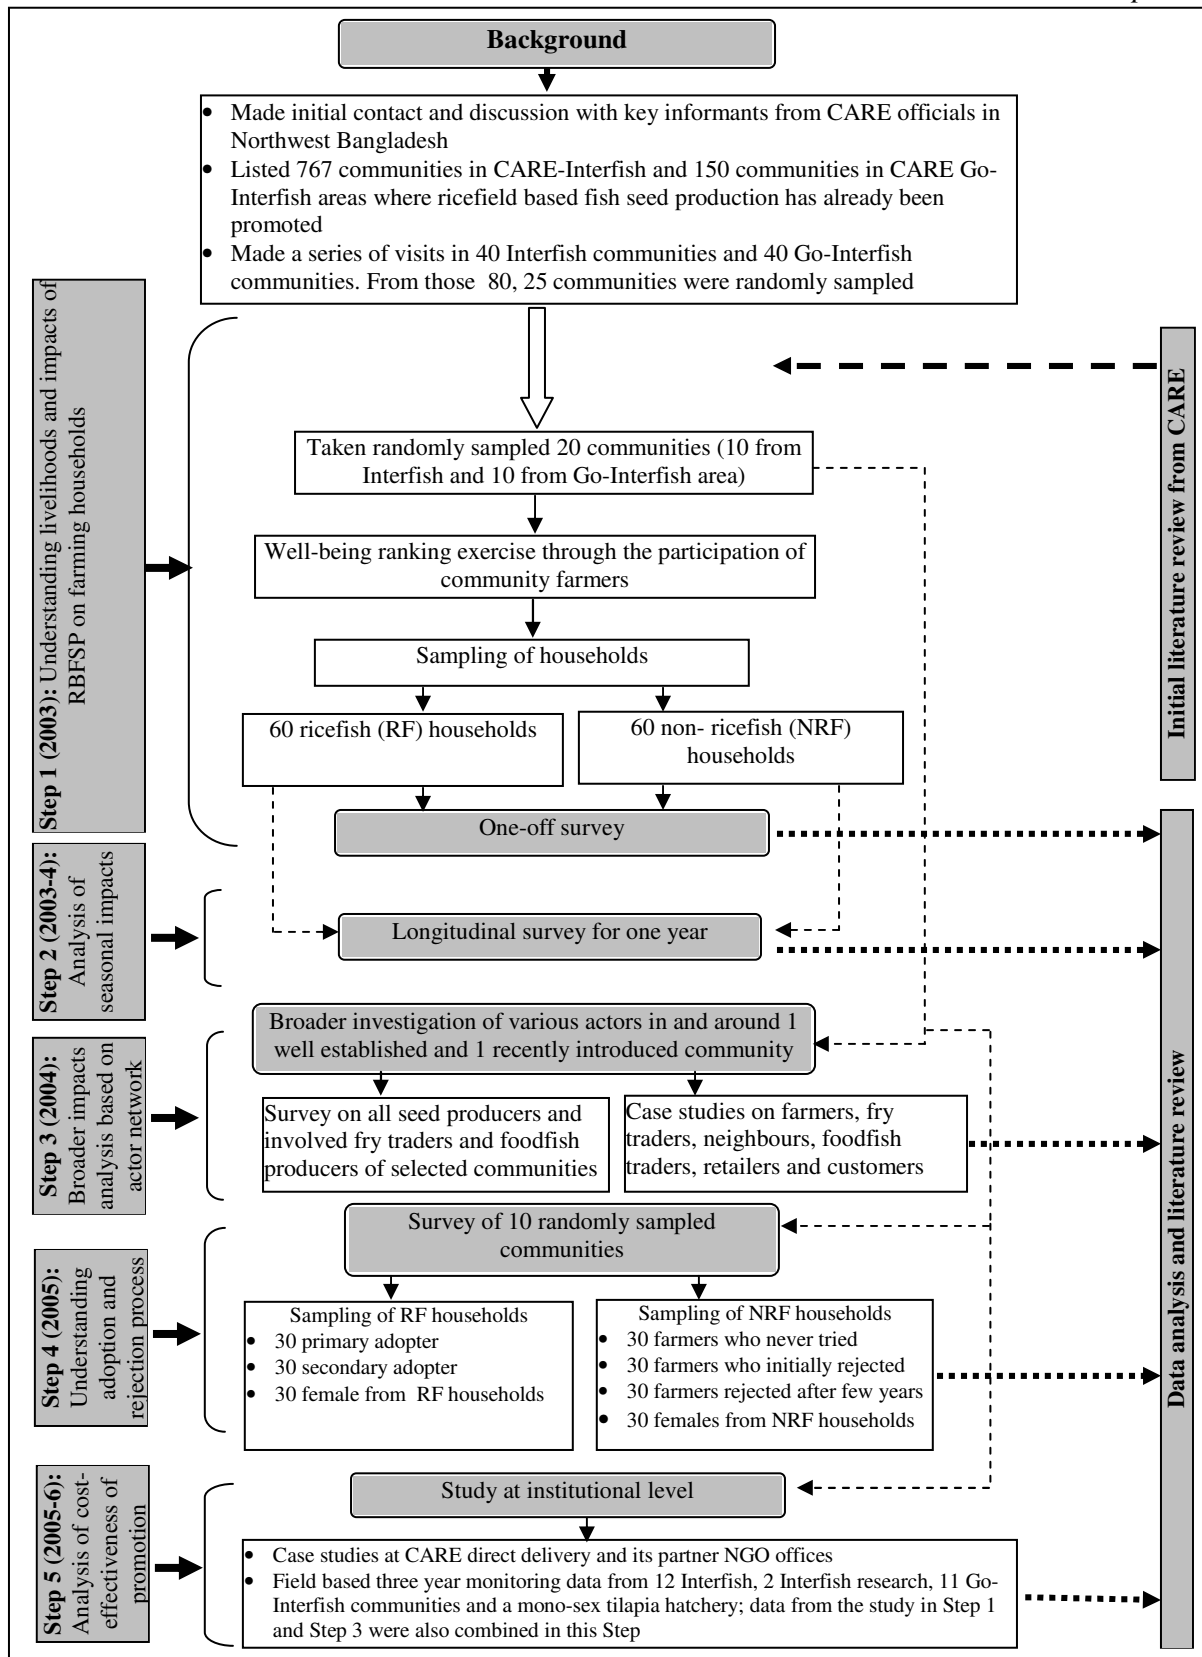 Background
• Made initial contact and discussion with key informants from CARE officials in
Northwest Bangladesh
• Listed 767 communities in CARE-Interfish and 150 communities in CARE Go-
Interfish areas where ricefield based fish seed production has already been
promoted
• Made a series of visits in 40 Interfish communities and 40 Go-Interfish
communities. From those 80, 25 communities were randomly sampled
Step 1 (2003): Understanding livelihoods and impacts of
RBFSP on farming households
Initial literature review from CARE
Taken randomly sampled 20 communities (10 from
Interfish and 10 from Go-Interfish area)
Well-being ranking exercise through the participation of
community farmers
Sampling of households
60 ricefish (RF) households
60 non- ricefish (NRF)
households
One-off survey
Step 2 (2003-4):
Analysis of
seasonal impacts
Longitudinal survey for one year
Data analysis and literature review
Step 3 (2004):
Broader impacts
analysis based on
actor network
Broader investigation of various actors in and around 1
well established and 1 recently introduced community
Survey on all seed producers and
involved fry traders and foodfish
producers of selected communities
Case studies on farmers, fry
traders, neighbours, foodfish
traders, retailers and customers
Step 4 (2005):
Understanding
adoption and
rejection process
Survey of 10 randomly sampled
communities
Sampling of RF households
• 30 primary adopter
• 30 secondary adopter
• 30 female from RF households
Sampling of NRF households
• 30 farmers who never tried
• 30 farmers who initially rejected
• 30 farmers rejected after few years
• 30 females from NRF households
Step 5 (2005-6):
Analysis of cost-
effectiveness of
promotion
Study at institutional level
• Case studies at CARE direct delivery and its partner NGO offices
• Field based three year monitoring data from 12 Interfish, 2 Interfish research, 11 Go-
Interfish communities and a mono-sex tilapia hatchery; data from the study in Step 1
and Step 3 were also combined in this Step